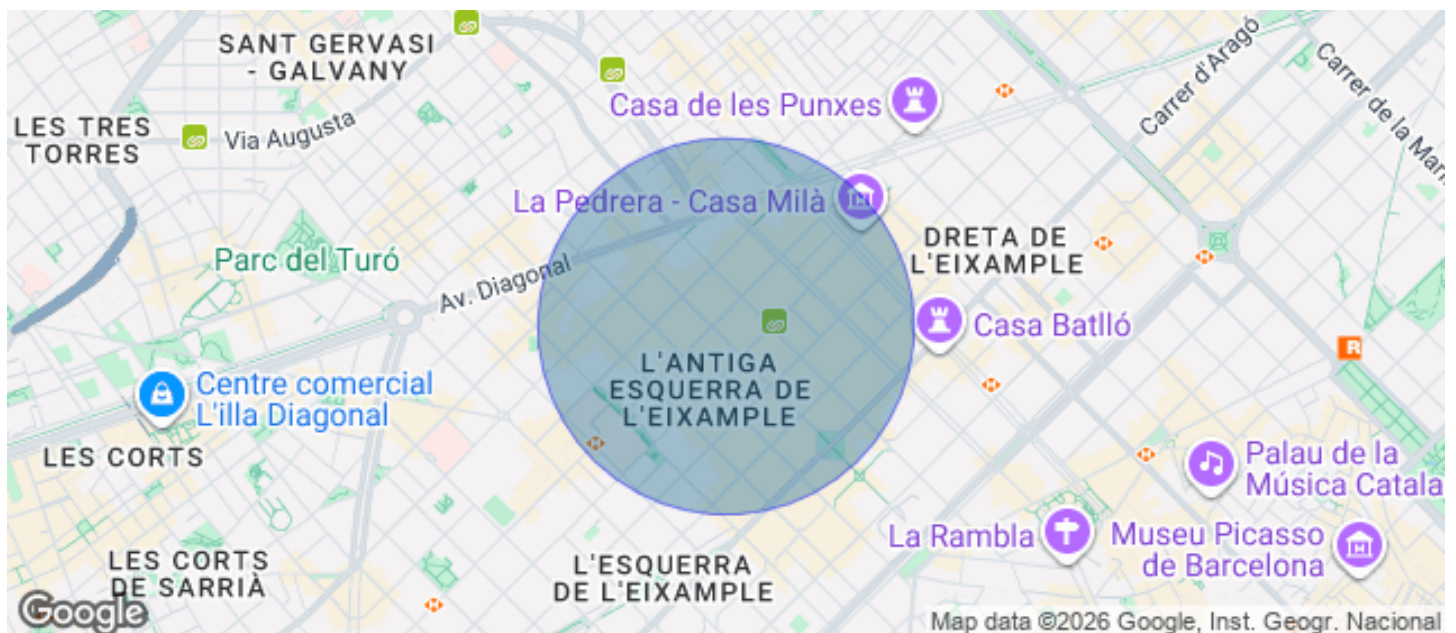 SANT GERVASI
- GALVANY
LES TRES
TORRES
Via Augusta
Casa de les Punxes
Carrer d'Aragó
Carrer de la Mari
La Pedrera - Casa Milà
Parc del Turó
DRETA DE
L'EIXAMPLE
Av. Diagonal
Casa Batlló
R
L'ANTIGA
ESQUERRA DE
L'EIXAMPLE
Centre comercial
L'illa Diagonal
LES CORTS
Palau de la
Música Catala
La Rambla
Museu Picasso
de Barcelona
LES CORTS
DE SARRIÀ
L'ESQUERRA
DE L'EIXAMPLE
Google
Map data ©2026 Google, Inst. Geogr. Nacional